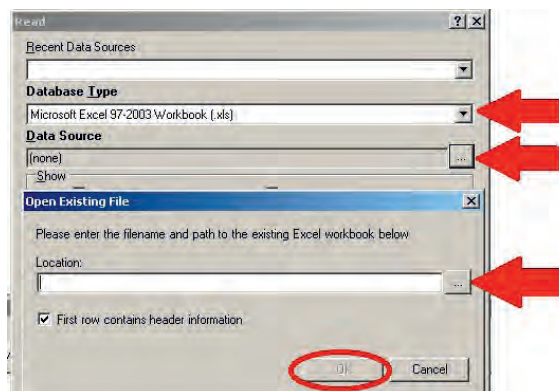 Read
Recent Data Sources
Database Type
Microsoft Excel 97-2003 Workbook (.xls)
Data Source
(none)
...
Show
Open Existing File
Please enter the filename and path to the existing Excel workbook below
Location:
...
First row contains header information
OK
Cancel